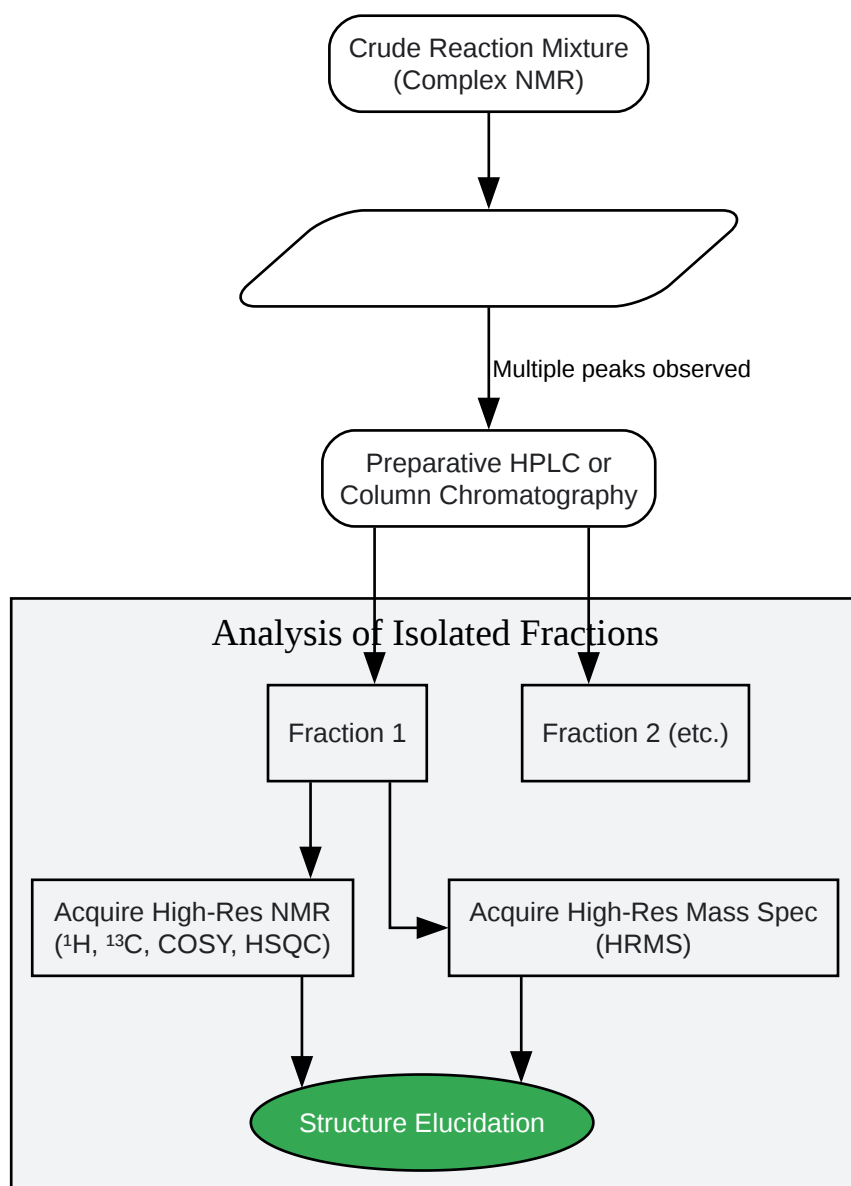 Crude Reaction Mixture
(Complex NMR)
Multiple peaks observed
Preparative HPLC or
Column Chromatography
Analysis of Isolated Fractions
Fraction 1
Fraction 2 (etc.)
Acquire High-Res NMR
(¹H, ¹³C, COSY, HSQC)
Acquire High-Res Mass Spec
(HRMS)
Structure Elucidation